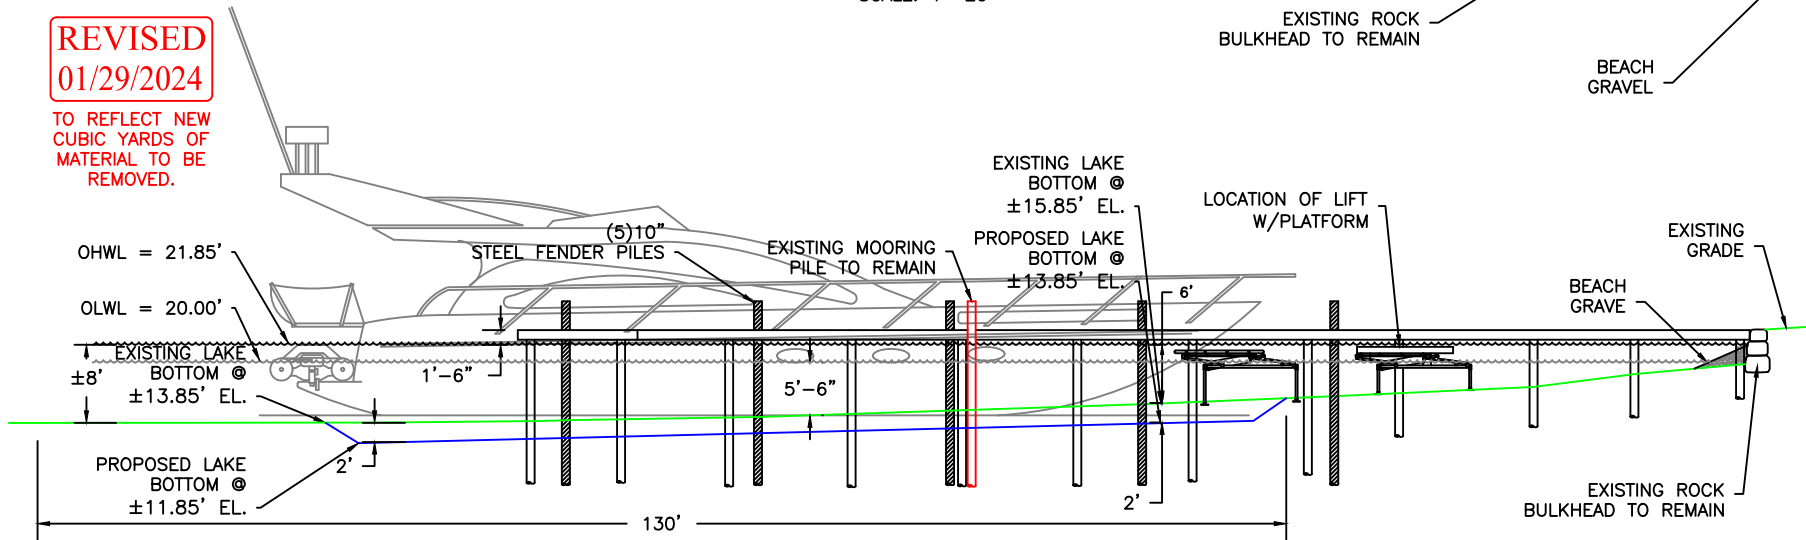 EXISTING ROCK
BULKHEAD TO REMAIN
BEACH
GRAVEL
REVISED
01/29/2024
TO REFLECT NEW
CUBIC YARDS OF
MATERIAL TO BE
REMOVED.
EXISTING LAKE
BOTTOM @
±15.85' EL.
PROPOSED LAKE
BOTTOM @
±13.85' EL.
LOCATION OF LIFT
W/PLATFORM
(5)10"
STEEL FENDER PILES
EXISTING MOORING
PILE TO REMAIN
EXISTING
GRADE
OHWL = 21.85'
OLWL = 20.00'
BEACH
GRAVE
6'
EXISTING LAKE
BOTTOM @
±13.85' EL.
±8'
1'-6"
5'-6"
2'
PROPOSED LAKE
BOTTOM @
±11.85' EL.
2'
EXISTING ROCK
BULKHEAD TO REMAIN
130'